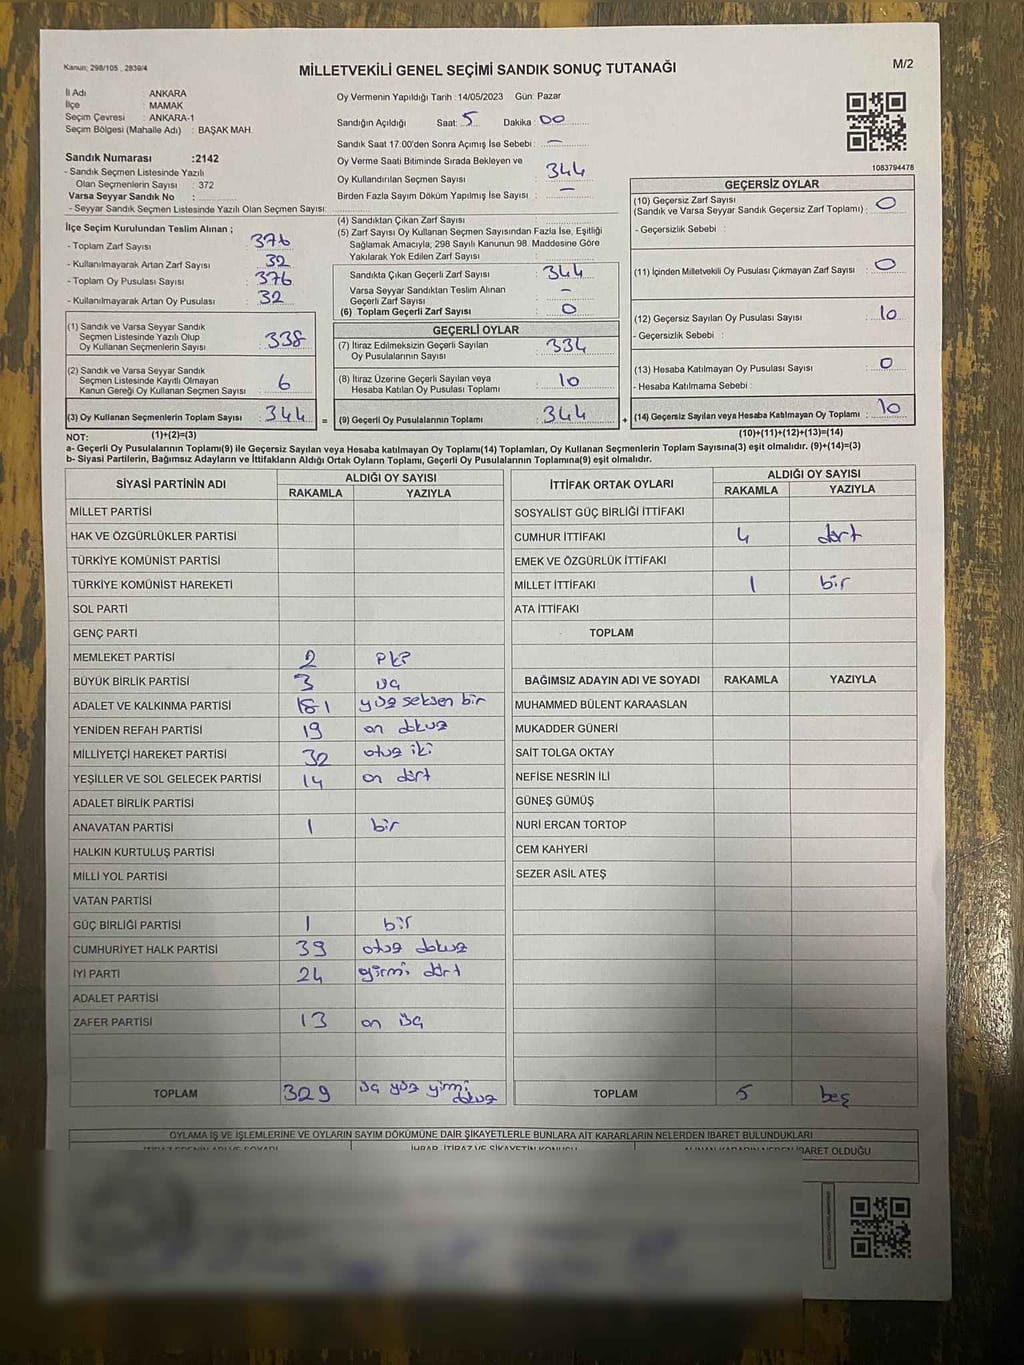 Kanun; 298/105 , 2839/4
MİLLETVEKİLİ GENEL SEÇİMİ SANDIK SONUÇ TUTANAĞI
M/2
İl Adı ANKARA
İlçe MAMAK
Seçim Çevresi : ANKARA-1
Seçim Bölgesi (Mahalle Adı) : BAŞAK MAH.
Sandık Numarası :2142
- Sandık Seçmen Listesinde Yazılı
Olan Seçmenlerin Sayısı : 372
Varsa Seyyar Sandık No :
- Seyyar Sandık Seçmen Listesinde Yazılı Olan Seçmen Sayısı:
İlçe Seçim Kurulundan Teslim Alınan ;
- Toplam Zarf Sayısı : 376
- Kullanılmayarak Artan Zarf Sayısı : 32
- Toplam Oy Pusulası Sayısı : 376
- Kullanılmayarak Artan Oy Pusulası : 32
(1) Sandık ve Varsa Seyyar Sandık
Seçmen Listesinde Yazılı Olup
Oy Kullanan Seçmenlerin Sayısı : 338
(2) Sandık ve Varsa Seyyar Sandık
Seçmen Listesinde Kayıtlı Olmayan
Kanun Gereği Oy Kullanan Seçmen Sayısı : 6
(3) Oy Kullanan Seçmenlerin Toplam Sayısı : 344 =
(1)+(2)=(3)
Oy Vermenin Yapıldığı Tarih :14/05/2023 Gün: Pazar
Sandığın Açıldığı Saat: 5 Dakika : 00
Sandık Saat 17.00'den Sonra Açımış İse Sebebi : –
Oy Verme Saati Bitiminde Sırada Bekleyen ve
Oy Kullandırılan Seçmen Sayısı : 344
Birden Fazla Sayım Döküm Yapılmış İse Sayısı : –
(4) Sandıktan Çıkan Zarf Sayısı :
(5) Zarf Sayısı Oy Kullanan Seçmen Sayısından Fazla İse, Eşitliği
Sağlamak Amacıyla; 298 Sayılı Kanunun 98. Maddesine Göre
Yakılarak Yok Edilen Zarf Sayısı :
Sandıkta Çıkan Geçerli Zarf Sayısı : 344
Varsa Seyyar Sandıktan Teslim Alınan
Geçerli Zarf Sayısı : –
(6) Toplam Geçerli Zarf Sayısı : 0
GEÇERLİ OYLAR
(7) İtiraz Edilmeksizin Geçerli Sayılan
Oy Pusulalarının Sayısı : 334
(8) İtiraz Üzerine Geçerli Sayılan veya
Hesaba Katılan Oy Pusulası Toplamı : 10
(9) Geçerli Oy Pusulalarının Toplamı : 344 +
1083794478
GEÇERSİZ OYLAR
(10) Geçersiz Zarf Sayısı
(Sandık ve Varsa Seyyar Sandık Geçersiz Zarf Toplamı) : 0
- Geçersizlik Sebebi :
(11) İçinden Milletvekili Oy Pusulası Çıkmayan Zarf Sayısı : 0
(12) Geçersiz Sayılan Oy Pusulası Sayısı : 10
- Geçersizlik Sebebi :
(13) Hesaba Katılmayan Oy Pusulası Sayısı : 0
- Hesaba Katılmama Sebebi :
(14) Geçersiz Sayılan veya Hesaba Katılmayan Oy Toplamı : 10
(10)+(11)+(12)+(13)=(14)
NOT:
a- Geçerli Oy Pusulalarının Toplamı(9) ile Geçersiz Sayılan veya Hesaba katılmayan Oy Toplamı(14) Toplamları, Oy Kullanan Seçmenlerin Toplam Sayısına(3) eşit olmalıdır. (9)+(14)=(3)
b- Siyasi Partilerin, Bağımsız Adayların ve İttifakların Aldığı Ortak Oyların Toplamı, Geçerli Oy Pusulalarının Toplamına(9) eşit olmalıdır.
SİYASİ PARTİNİN ADI ALDIĞI OY SAYISI
RAKAMLA YAZIYLA
MİLLET PARTİSİ
HAK VE ÖZGÜRLÜKLER PARTİSİ
TÜRKİYE KOMÜNİST PARTİSİ
TÜRKİYE KOMÜNİST HAREKETİ
SOL PARTİ
GENÇ PARTİ
MEMLEKET PARTİSİ 2
BÜYÜK BİRLİK PARTİSİ 3 üç
ADALET VE KALKINMA PARTİSİ 181 yüz seksen bir
YENİDEN REFAH PARTİSİ 19 on dokuz
MİLLİYETÇİ HAREKET PARTİSİ 32 otuz iki
YEŞİLLER VE SOL GELECEK PARTİSİ 14 on dört
ADALET BİRLİK PARTİSİ
ANAVATAN PARTİSİ 1 bir
HALKIN KURTULUŞ PARTİSİ
MİLLİ YOL PARTİSİ
VATAN PARTİSİ
GÜÇ BİRLİĞİ PARTİSİ 1 bir
CUMHURİYET HALK PARTİSİ 39 otuz dokuz
İYİ PARTİ 24 yirmi dört
ADALET PARTİSİ
ZAFER PARTİSİ 13 on üç
TOPLAM 329 üç yüz yirmi
dokuz
İTTİFAK ORTAK OYLARI ALDIĞI OY SAYISI
RAKAMLA YAZIYLA
SOSYALİST GÜÇ BİRLİĞİ İTTİFAKI
CUMHUR İTTİFAKI 4 dört
EMEK VE ÖZGÜRLÜK İTTİFAKI
MİLLET İTTİFAKI 1 bir
ATA İTTİFAKI
TOPLAM
BAĞIMSIZ ADAYIN ADI VE SOYADI RAKAMLA YAZIYLA
MUHAMMED BÜLENT KARAASLAN
MUKADDER GÜNERİ
SAİT TOLGA OKTAY
NEFİSE NESRİN İLİ
GÜNEŞ GÜMÜŞ
NURİ ERCAN TORTOP
CEM KAHYERİ
SEZER ASİL ATEŞ
TOPLAM 5 beş
OYLAMA İŞ VE İŞLEMLERİNE VE OYLARIN SAYIM DÖKÜMÜNE DAİR ŞİKAYETLERLE BUNLARA AİT KARARLARIN NELERDEN İBARET BULUNDUKLARI
İHBAR, İTİRAZ VE ŞİKAYETİN KONUSU
İBARET OLDUĞU